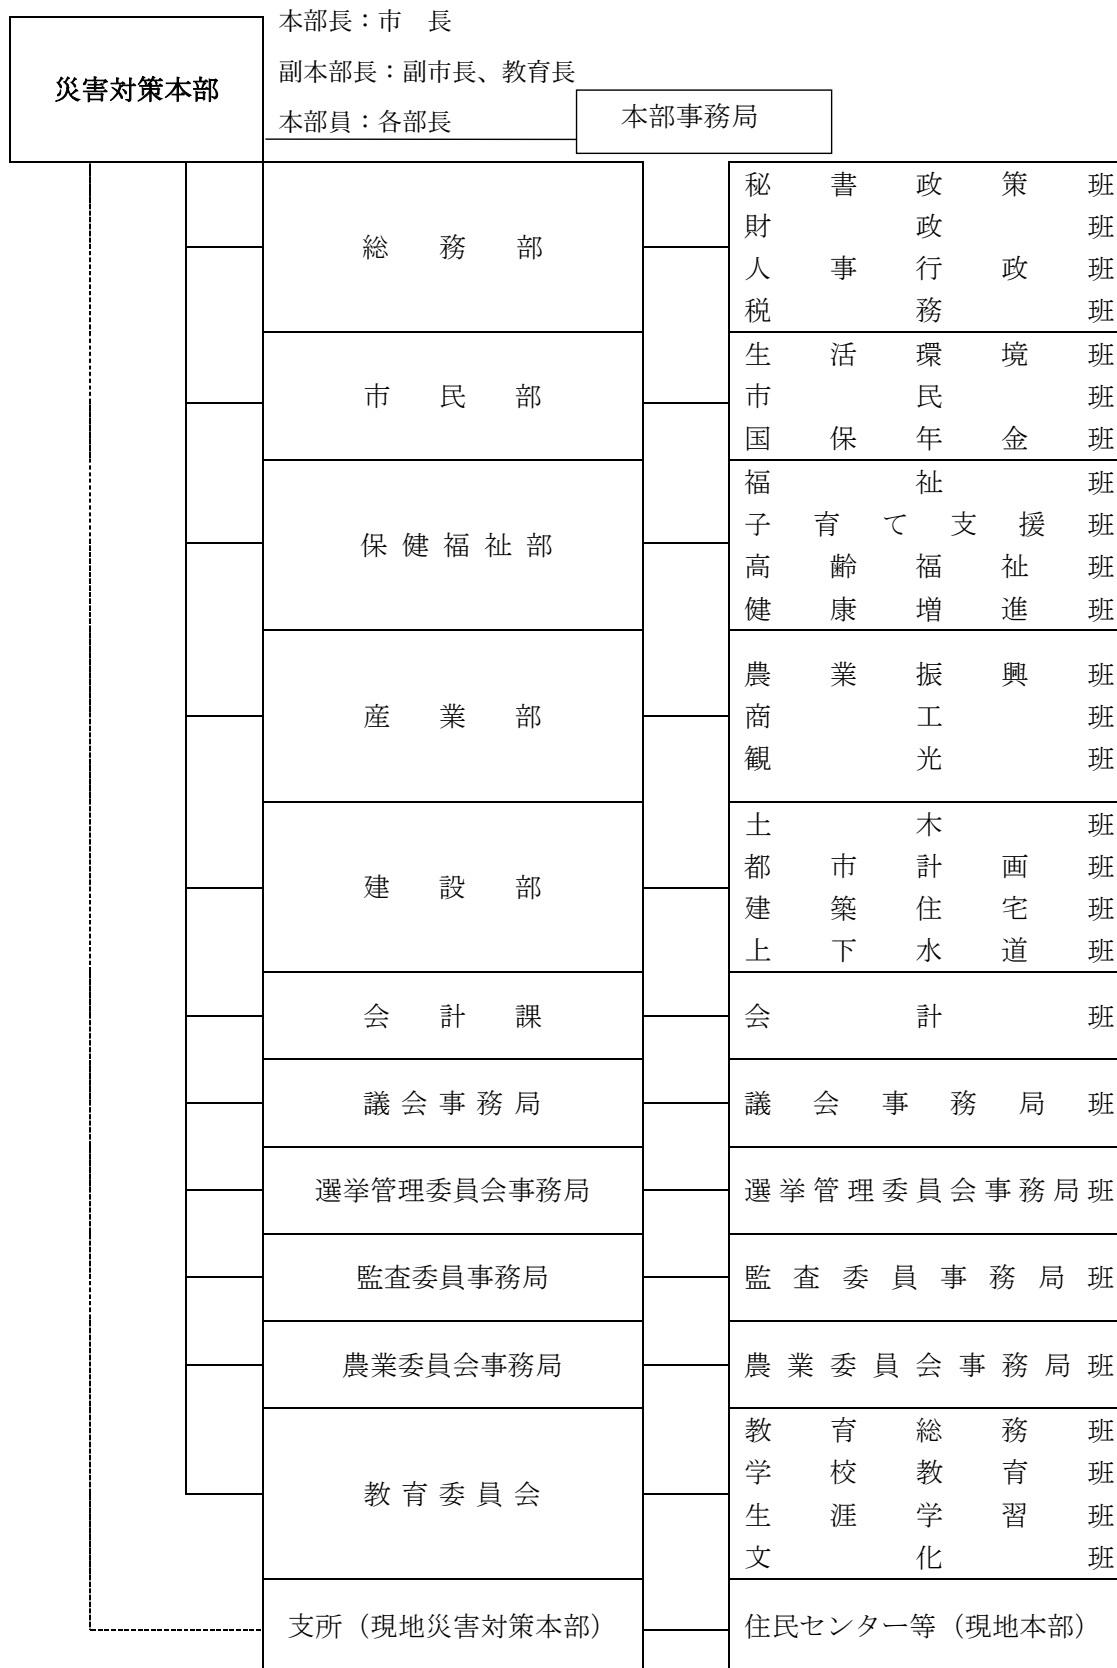 本部長：市　長
災害対策本部
副本部長：副市長、教育長
本部員：各部長
本部事務局
総務部
秘書政策班
財政班
人事行政班
税務班
市民部
生活環境班
市民班
国保年金班
保健福祉部
福祉班
子育て支援班
高齢福祉班
健康増進班
産業部
農業振興班
商工班
観光班
建設部
土木班
都市計画班
建築住宅班
上下水道班
会計課
会計班
議会事務局
議会事務局班
選挙管理委員会事務局
選挙管理委員会事務局班
監査委員事務局
監査委員事務局班
農業委員会事務局
農業委員会事務局班
教育委員会
教育総務班
学校教育班
生涯学習班
文化班
支所（現地災害対策本部）
住民センター等（現地本部）